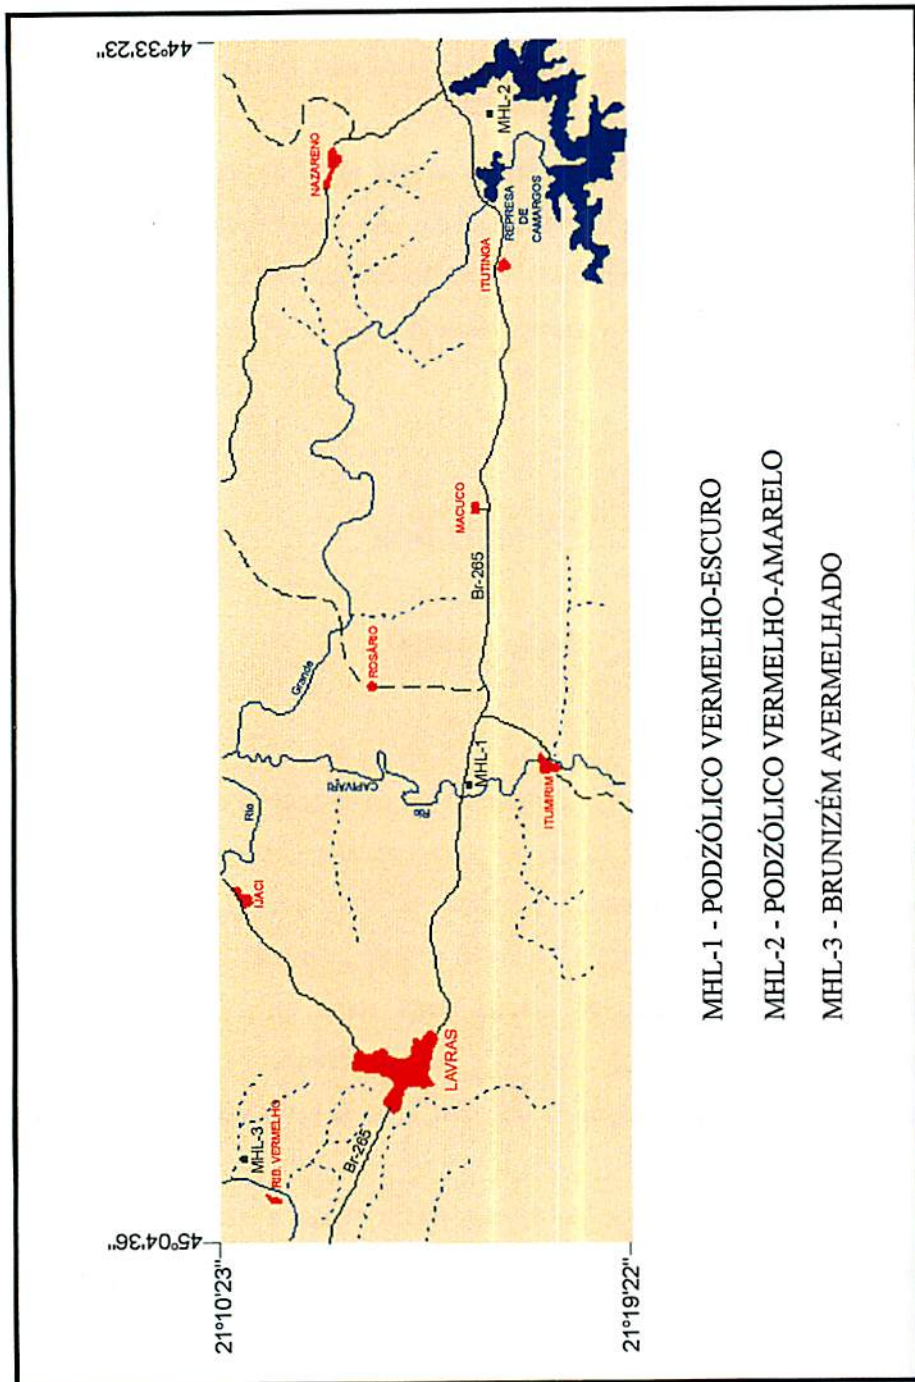 45°04'36"
44°33'23"
21°10'23"
21°19'22"
MHL-3
RIB. VERMELHO
Br-265
LAVRAS
IJACI
Rio
Grande
Rio
CAPIVARI
MHL-1
ITUMIRIM
ROSÁRIO
Br-265
MACUCO
NAZARENO
ITUTINGA
REPRESA
DE
CAMARGOS
MHL-2
MHL-1 - PODZÓLICO VERMELHO-ESCURO
MHL-2 - PODZÓLICO VERMELHO-AMARELO
MHL-3 - BRUNIZÉM AVERMELHADO